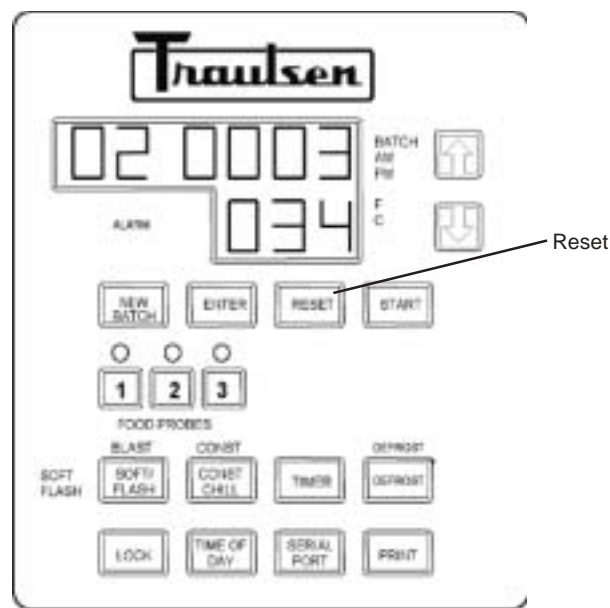 Traulsen
02 0003
BATCH
AM
PM
034
F
C
ALARM
Reset
NEW
BATCH
ENTER
RESET
START
1
2
3
FOOD PROBES
BLAST
CONST
DEFROST
SOFT
FLASH
SOFT/
FLASH
CONST
CHILL
TIMER
DEFROST
LOCK
TIME OF
DAY
SERIAL
PORT
PRINT